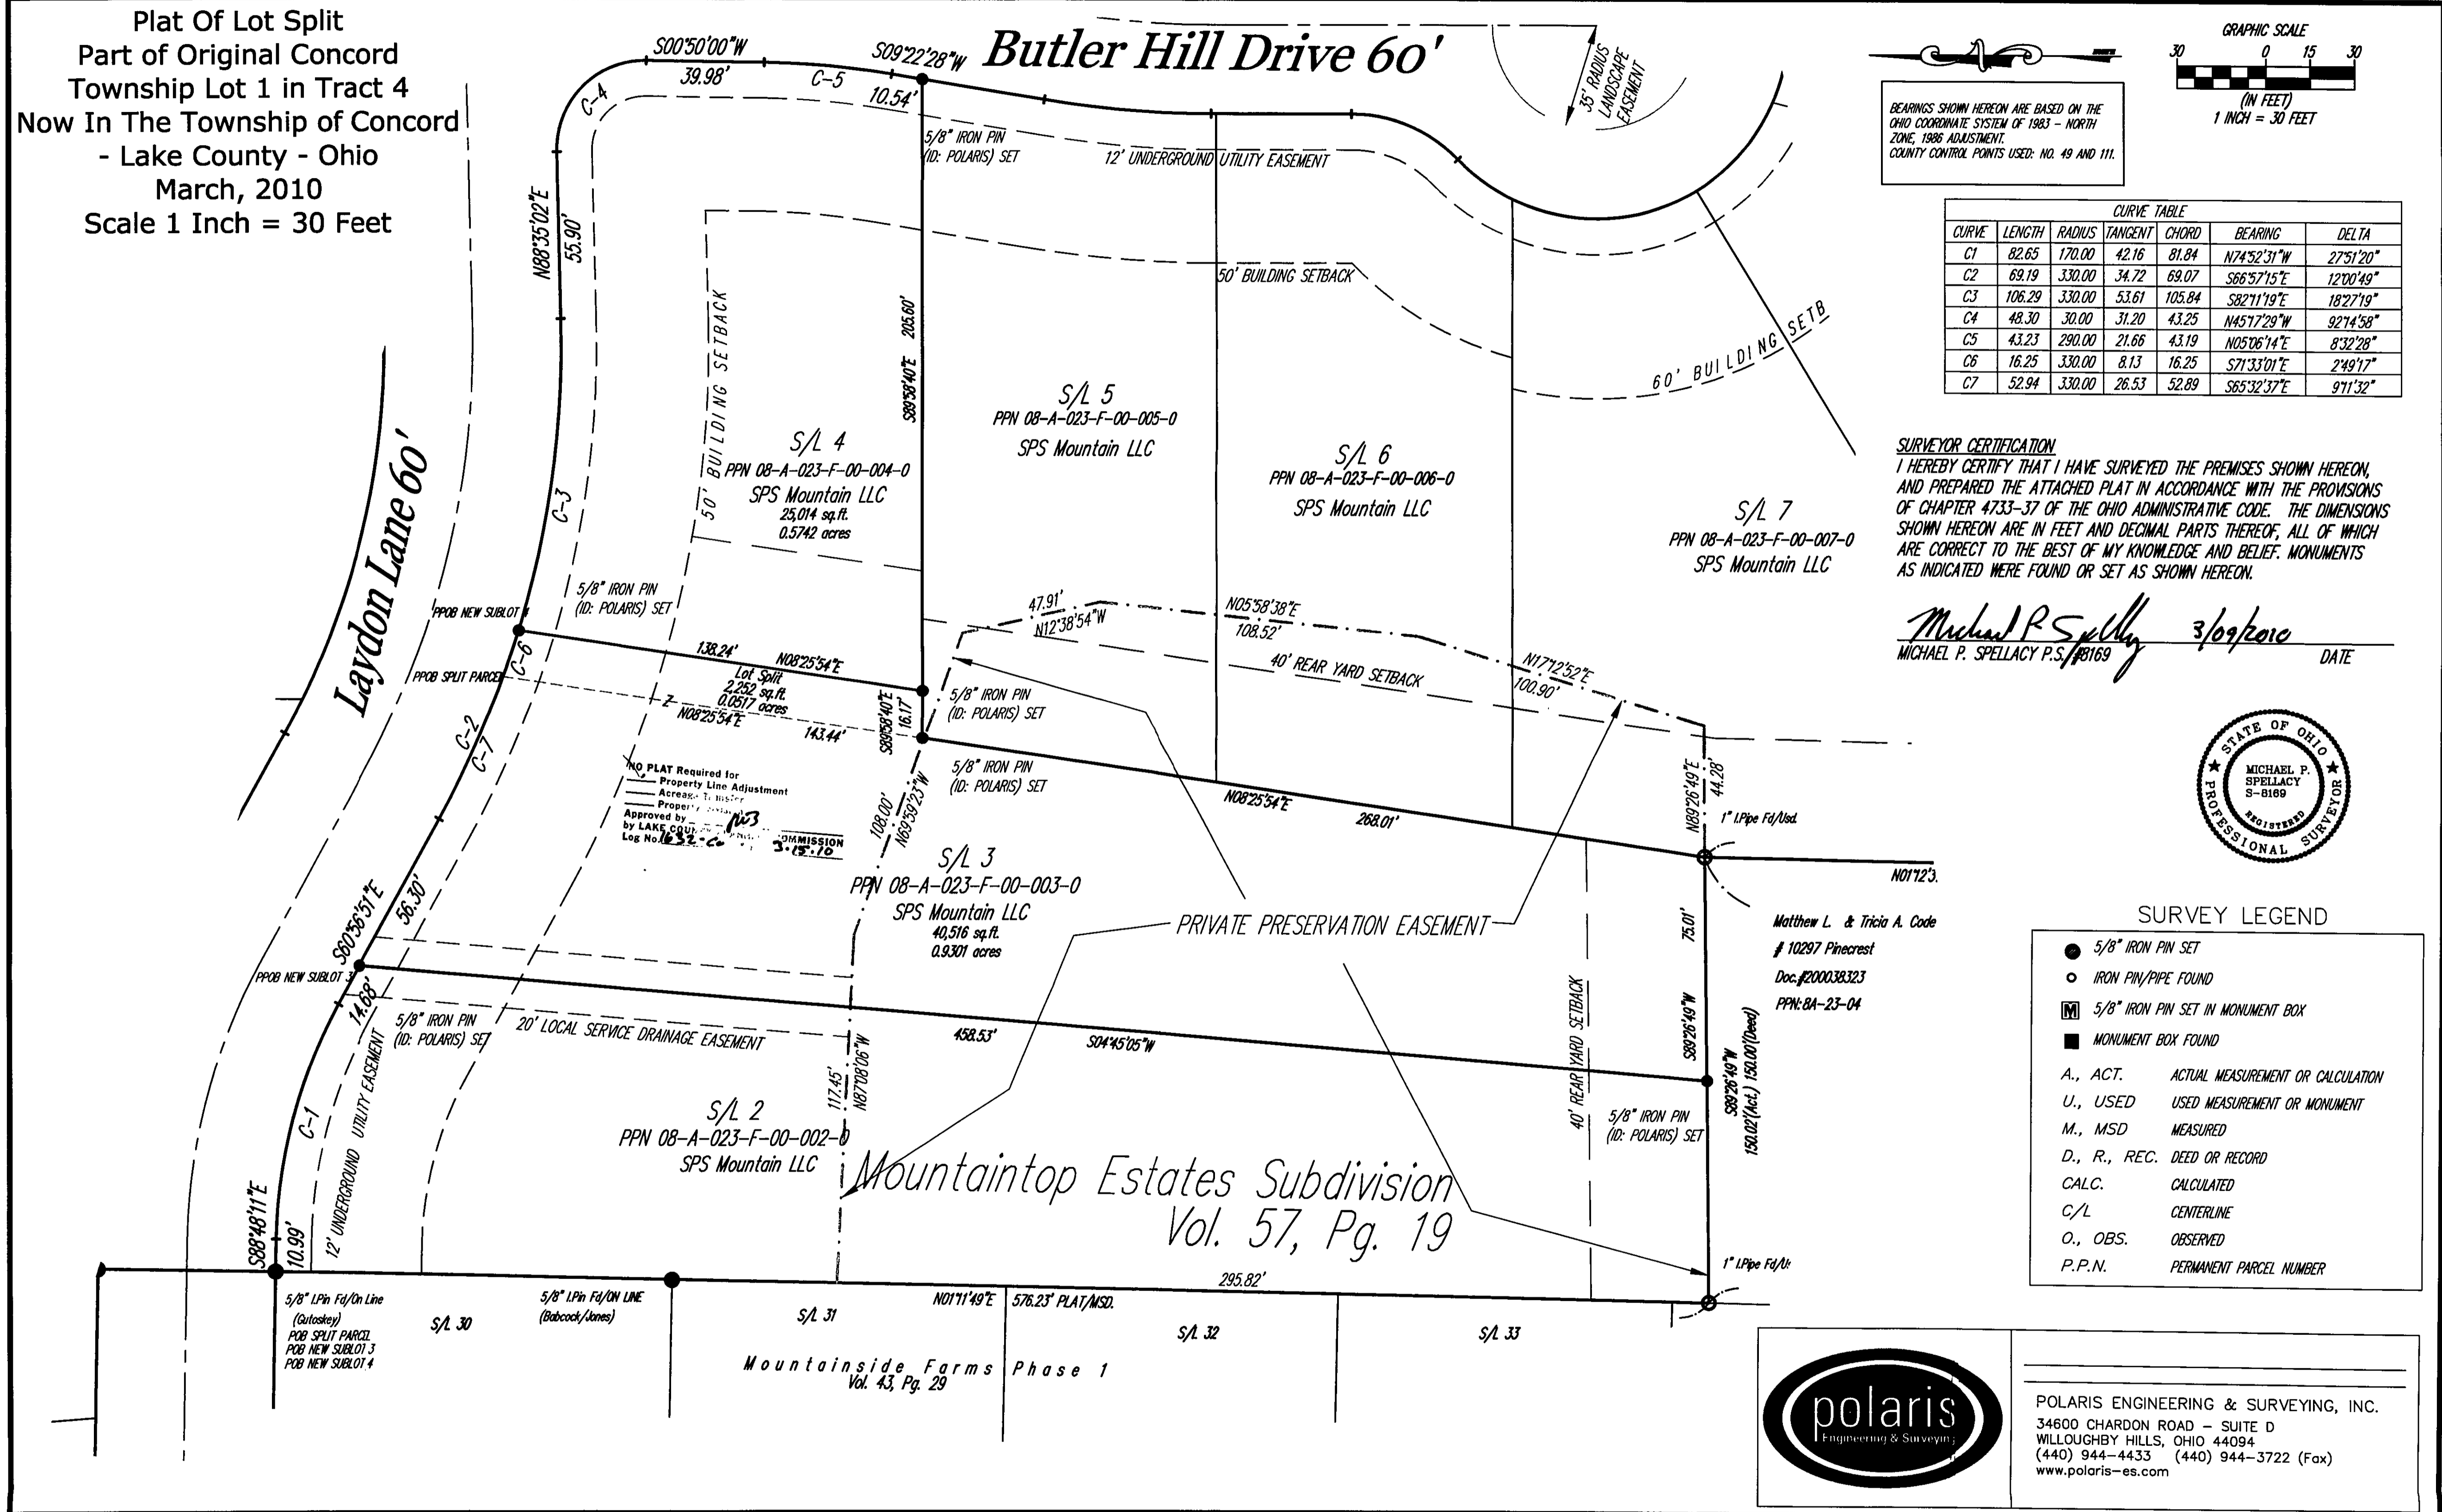 Plat Of Lot Split
Part of Original Concord
Township Lot 1 in Tract 4
Now In The Township of Concord
- Lake County - Ohio
March, 2010
Scale 1 Inch = 30 Feet
Butler Hill Drive 60'
S00°50'00"W
39.98'
S09°22'28"W
10.54'
C-4
C-5
35' RADIUS
LANDSCAPE
EASEMENT
GRAPHIC SCALE
30 0 15 30
(IN FEET)
1 INCH = 30 FEET
NORTH
BEARINGS SHOWN HEREON ARE BASED ON THE
OHIO COORDINATE SYSTEM OF 1983 – NORTH
ZONE, 1986 ADJUSTMENT.
COUNTY CONTROL POINTS USED: NO. 49 AND 111.
CURVE TABLE
CURVE LENGTH RADIUS TANGENT CHORD BEARING DELTA
C1 82.65 170.00 42.16 81.84 N74°52'31"W 27°51'20"
C2 69.19 330.00 34.72 69.07 S66°57'15"E 12°00'49"
C3 106.29 330.00 53.61 105.84 S82°11'19"E 18°27'19"
C4 48.30 30.00 31.20 43.25 N45°17'29"W 92°14'58"
C5 43.23 290.00 21.66 43.19 N05°06'14"E 8°32'28"
C6 16.25 330.00 8.13 16.25 S71°33'01"E 2°49'17"
C7 52.94 330.00 26.53 52.89 S65°32'37"E 9°11'32"
SURVEYOR CERTIFICATION
I HEREBY CERTIFY THAT I HAVE SURVEYED THE PREMISES SHOWN HEREON,
AND PREPARED THE ATTACHED PLAT IN ACCORDANCE WITH THE PROVISIONS
OF CHAPTER 4733-37 OF THE OHIO ADMINISTRATIVE CODE. THE DIMENSIONS
SHOWN HEREON ARE IN FEET AND DECIMAL PARTS THEREOF, ALL OF WHICH
ARE CORRECT TO THE BEST OF MY KNOWLEDGE AND BELIEF. MONUMENTS
AS INDICATED WERE FOUND OR SET AS SHOWN HEREON.
Michael P. Spellacy 3/09/2010
MICHAEL P. SPELLACY P.S. #8169 DATE
STATE OF OHIO
MICHAEL P.
SPELLACY
S-8169
REGISTERED
PROFESSIONAL SURVEYOR
SURVEY LEGEND
5/8" IRON PIN SET
IRON PIN/PIPE FOUND
M 5/8" IRON PIN SET IN MONUMENT BOX
MONUMENT BOX FOUND
A., ACT. ACTUAL MEASUREMENT OR CALCULATION
U., USED USED MEASUREMENT OR MONUMENT
M., MSD MEASURED
D., R., REC. DEED OR RECORD
CALC. CALCULATED
C/L CENTERLINE
O., OBS. OBSERVED
P.P.N. PERMANENT PARCEL NUMBER
polaris
Engineering & Surveying
POLARIS ENGINEERING & SURVEYING, INC.
34600 CHARDON ROAD – SUITE D
WILLOUGHBY HILLS, OHIO 44094
(440) 944-4433 (440) 944-3722 (Fax)
www.polaris-es.com
5/8" IRON PIN
(ID: POLARIS) SET
12' UNDERGROUND UTILITY EASEMENT
N88°35'02"E
55.90'
50' BUILDING SETBACK
50' BUILDING SETBACK
60' BUILDING SETB
S89°58'40"E 205.60'
S/L 4
PPN 08-A-023-F-00-004-0
SPS Mountain LLC
25,014 sq.ft.
0.5742 acres
S/L 5
PPN 08-A-023-F-00-005-0
SPS Mountain LLC
S/L 6
PPN 08-A-023-F-00-006-0
SPS Mountain LLC
S/L 7
PPN 08-A-023-F-00-007-0
SPS Mountain LLC
Laydon Lane 60'
C-3
5/8" IRON PIN
(ID: POLARIS) SET
PPOB NEW SUBLOT 4
C-6
PPOB SPLIT PARCEL
138.24' N08°25'54"E
Lot Split
2,252 sq.ft.
0.0517 acres
Z
N08°25'54"E
143.44'
S89°58'40"E
16.17'
5/8" IRON PIN
(ID: POLARIS) SET
5/8" IRON PIN
(ID: POLARIS) SET
47.91'
N12°38'54"W
N05°58'38"E
108.52'
40' REAR YARD SETBACK
N17°12'52"E
100.90'
N89°26'49"E
44.28'
1" I.Pipe Fd/Usd.
N08°25'54"E
268.01'
N01°12'3.
C-2
C-7
NO PLAT Required for
Property Line Adjustment
Acreage Transfer
Approved by
by LAKE COUNTY COMMISSION
Log No. 1632-Co 3-15-10
108.00'
N69°59'23"W
S/L 3
PPN 08-A-023-F-00-003-0
SPS Mountain LLC
40,516 sq.ft.
0.9301 acres
PRIVATE PRESERVATION EASEMENT
75.01'
S89°26'49"W
Matthew L. & Tricia A. Code
# 10297 Pinecrest
Doc.#200038323
PPN: 8A-23-04
S60°56'51"E
56.30'
PPOB NEW SUBLOT 3
14.68'
5/8" IRON PIN
(ID: POLARIS) SET
20' LOCAL SERVICE DRAINAGE EASEMENT
458.53'
S04°45'05"W
40' REAR YARD SETBACK
S89°26'49"W
150.02'(Act.) 150.00'(Deed)
5/8" IRON PIN
(ID: POLARIS) SET
117.45'
N87°08'06"W
C-1
12' UNDERGROUND UTILITY EASEMENT
S/L 2
PPN 08-A-023-F-00-002-0
SPS Mountain LLC
Mountaintop Estates Subdivision
Vol. 57, Pg. 19
S88°48'11"E
10.99'
295.82'
1" I.Pipe Fd/U:
5/8" I.Pin Fd/On Line
(Gutoskey)
POB SPLIT PARCEL
POB NEW SUBLOT 3
POB NEW SUBLOT 4
S/L 30
5/8" I.Pin Fd/ON LINE
(Babcock/Jones)
S/L 31
N01°11'49"E 576.23' PLAT/MSD.
S/L 32
S/L 33
Mountainside Farms Phase 1
Vol. 43, Pg. 29